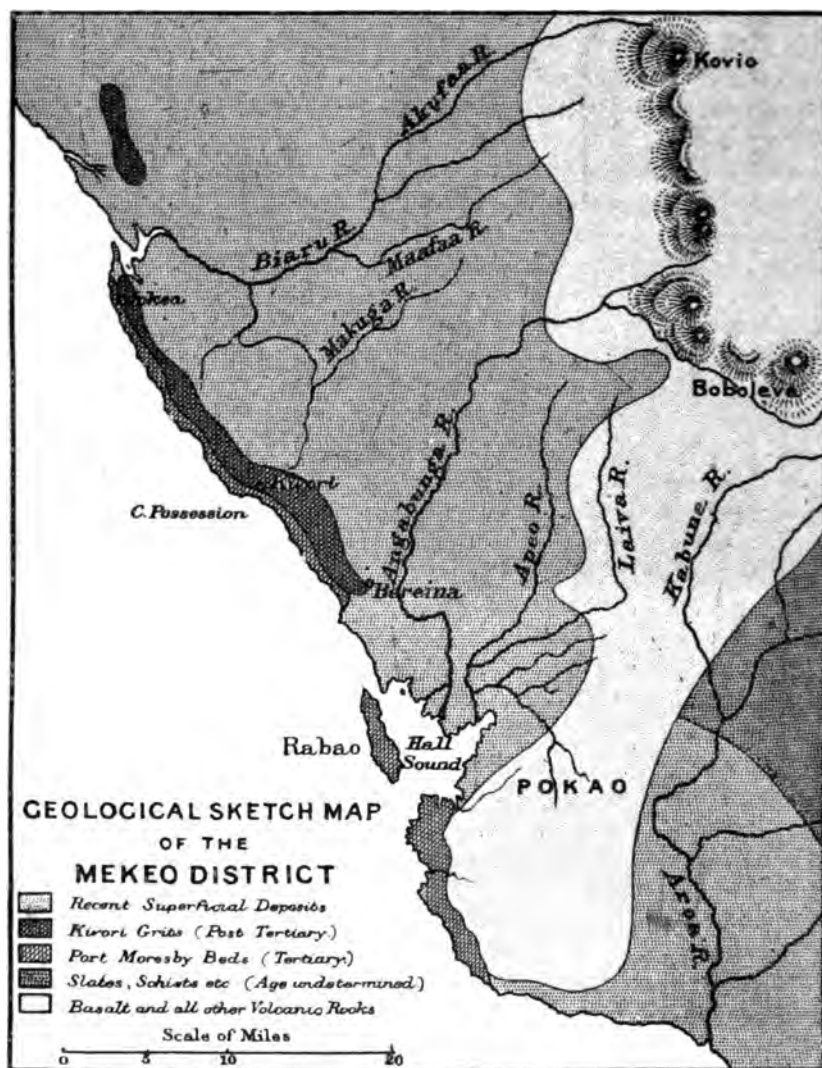 Kovio
Akufaa R.
Biaru R.
Maafaa R.
Makuga R.
Boboleva
Angabunga R.
Apeo R.
Laiva R.
Kabune R.
Kivori
C. Possession
Bereina
Rabao
Hall
Sound
POKAO
Aroa R.
GEOLOGICAL SKETCH MAP
OF THE
MEKEO DISTRICT
Recent Superficial Deposits
Kivori Grits (Post Tertiary.)
Port Moresby Beds (Tertiary.)
Slates, Schists etc (Age undetermined)
Basalt and all other Volcanic Rocks
Scale of Miles
0 5 10 20